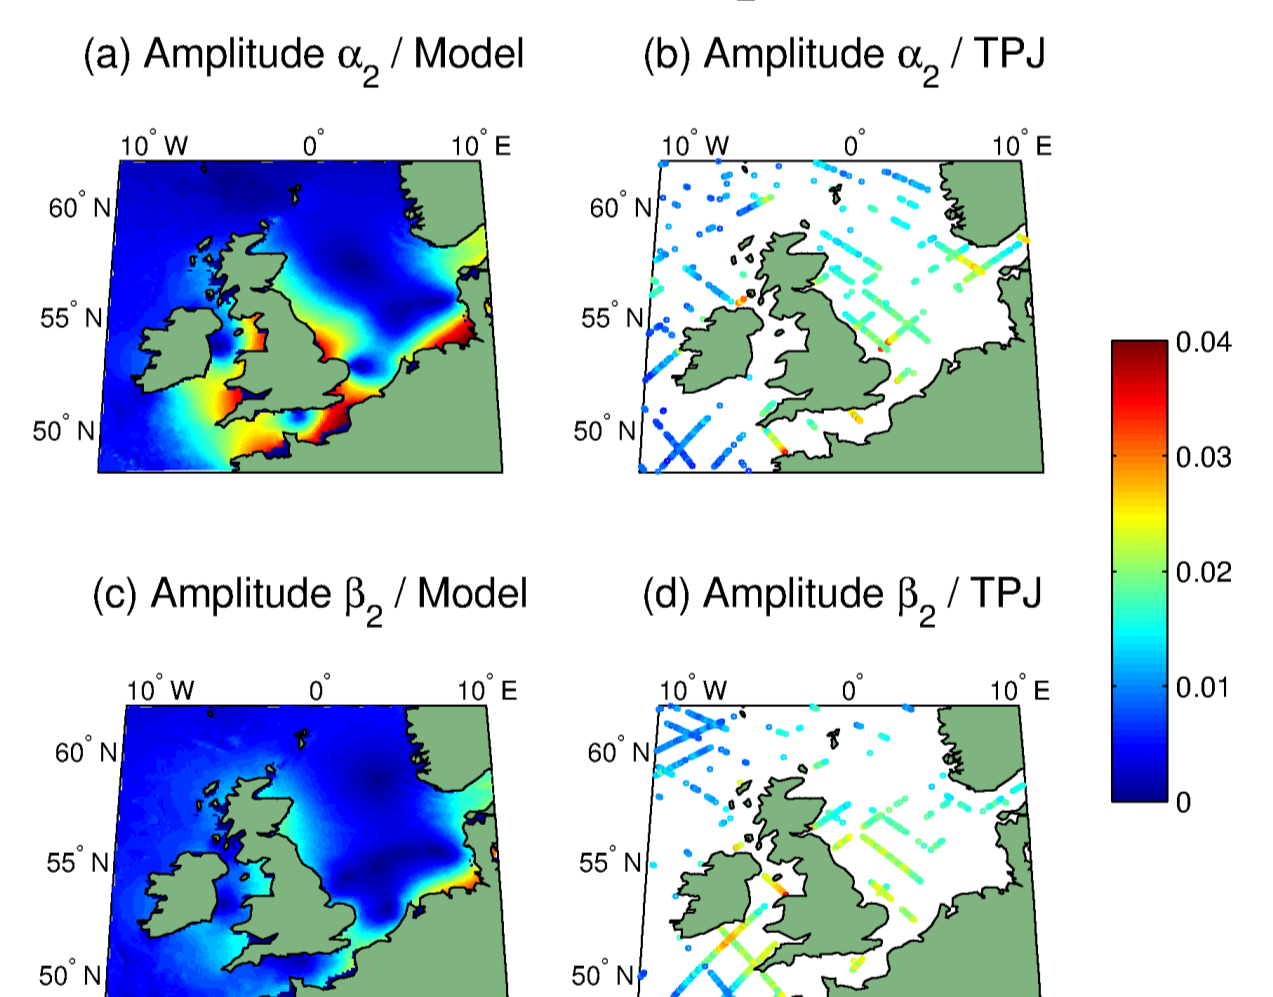 (a) Amplitude α₂ / Model
(b) Amplitude α₂ / TPJ
10° W 0° 10° E
10° W 0° 10° E
60° N
60° N
55° N
55° N
50° N
50° N
0.04
0.03
0.02
0.01
0
(c) Amplitude β₂ / Model
(d) Amplitude β₂ / TPJ
10° W 0° 10° E
10° W 0° 10° E
60° N
60° N
55° N
55° N
50° N
50° N